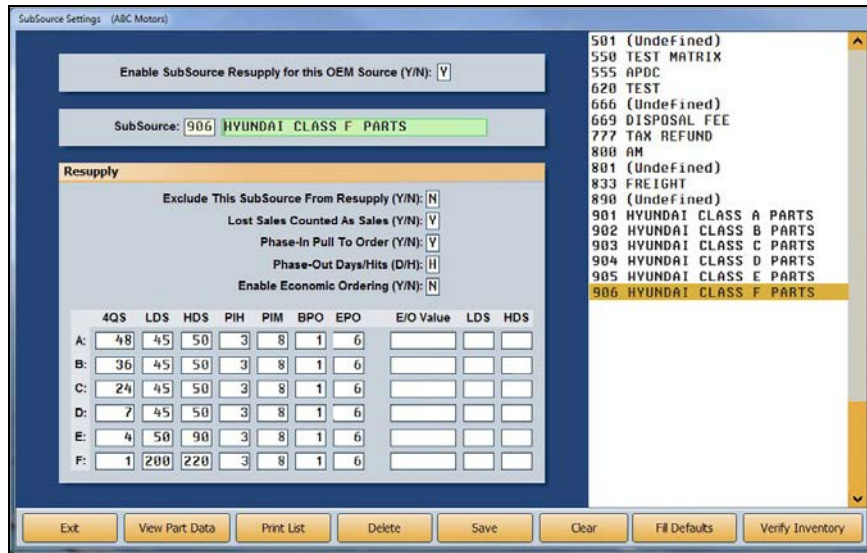 SubSource Settings (ABC Motors)
Enable SubSource Resupply for this OEM Source (Y/N): Y
SubSource: 906 HYUNDAI CLASS F PARTS
Resupply
Exclude This SubSource From Resupply (Y/N): N
Lost Sales Counted As Sales (Y/N): Y
Phase-In Pull To Order (Y/N): Y
Phase-Out Days/Hits (D/H): H
Enable Economic Ordering (Y/N): N
4QS LDS HDS PIH PIM BPO EPO E/O Value LDS HDS
A: 48 45 50 3 8 1 6
B: 36 45 50 3 8 1 6
C: 24 45 50 3 8 1 6
D: 7 45 50 3 8 1 6
E: 4 50 90 3 8 1 6
F: 1 200 220 3 8 1 6
501 (Undefined)
550 TEST MATRIX
555 APDC
620 TEST
666 (Undefined)
669 DISPOSAL FEE
777 TAX REFUND
800 AM
801 (Undefined)
833 FREIGHT
890 (Undefined)
901 HYUNDAI CLASS A PARTS
902 HYUNDAI CLASS B PARTS
903 HYUNDAI CLASS C PARTS
904 HYUNDAI CLASS D PARTS
905 HYUNDAI CLASS E PARTS
906 HYUNDAI CLASS F PARTS
Exit View Part Data Print List Delete Save Clear Fill Defaults Verify Inventory